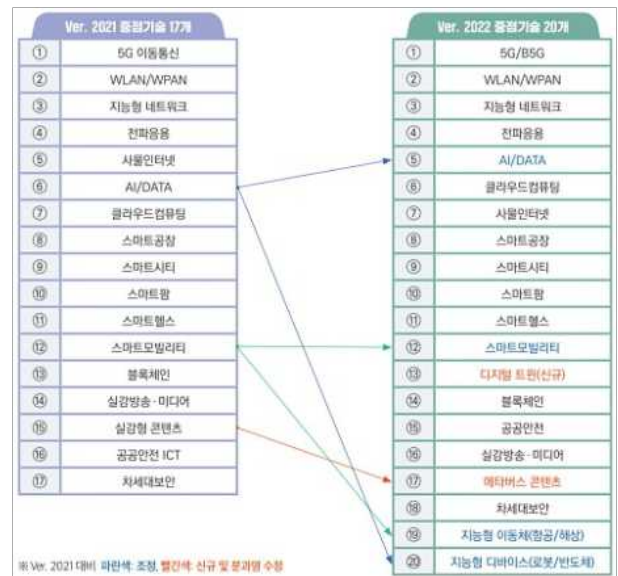 Ver. 2021 중점기술 17개
① 5G 이동통신
② WLAN/WPAN
③ 지능형 네트워크
④ 전파응용
⑤ 사물인터넷
⑥ AI/DATA
⑦ 클라우드컴퓨팅
⑧ 스마트공장
⑨ 스마트시티
⑩ 스마트팜
⑪ 스마트헬스
⑫ 스마트모빌리티
⑬ 블록체인
⑭ 실감방송·미디어
⑮ 실감형 콘텐츠
⑯ 공공안전 ICT
⑰ 차세대보안
Ver. 2022 중점기술 20개
① 5G/B5G
② WLAN/WPAN
③ 지능형 네트워크
④ 전파응용
⑤ AI/DATA
⑥ 클라우드컴퓨팅
⑦ 사물인터넷
⑧ 스마트공장
⑨ 스마트시티
⑩ 스마트팜
⑪ 스마트헬스
⑫ 스마트모빌리티
⑬ 디지털 트윈(신규)
⑭ 블록체인
⑮ 공공안전
⑯ 실감방송·미디어
⑰ 메타버스 콘텐츠
⑱ 차세대보안
⑲ 지능형 이동체(항공/해상)
⑳ 지능형 디바이스(로봇/반도체)
※ Ver. 2021 대비 파란색: 조정, 빨간색: 신규 및 분과명 수정